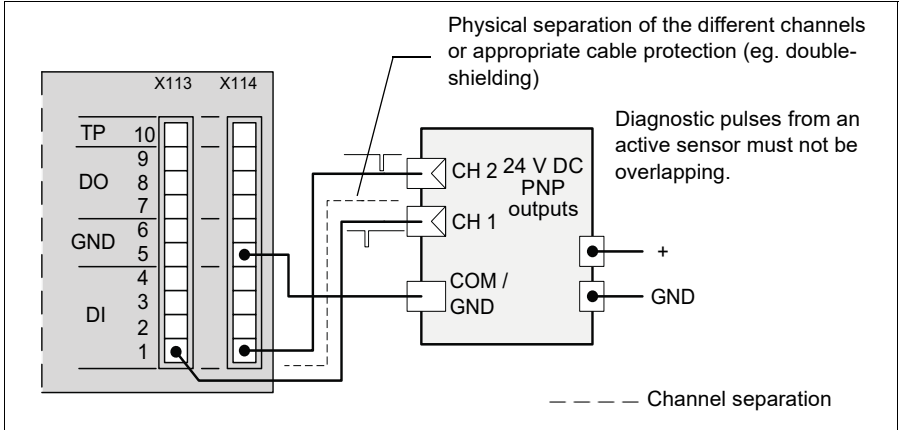 Physical separation of the different channels
or appropriate cable protection (eg. double-
shielding)
X113 X114
Diagnostic pulses from an
active sensor must not be
overlapping.
TP 10
9
DO 8
7
GND 6
5
4
DI 3
2
1
CH 2 24 V DC
PNP
outputs
CH 1
COM /
GND
+
GND
Channel separation